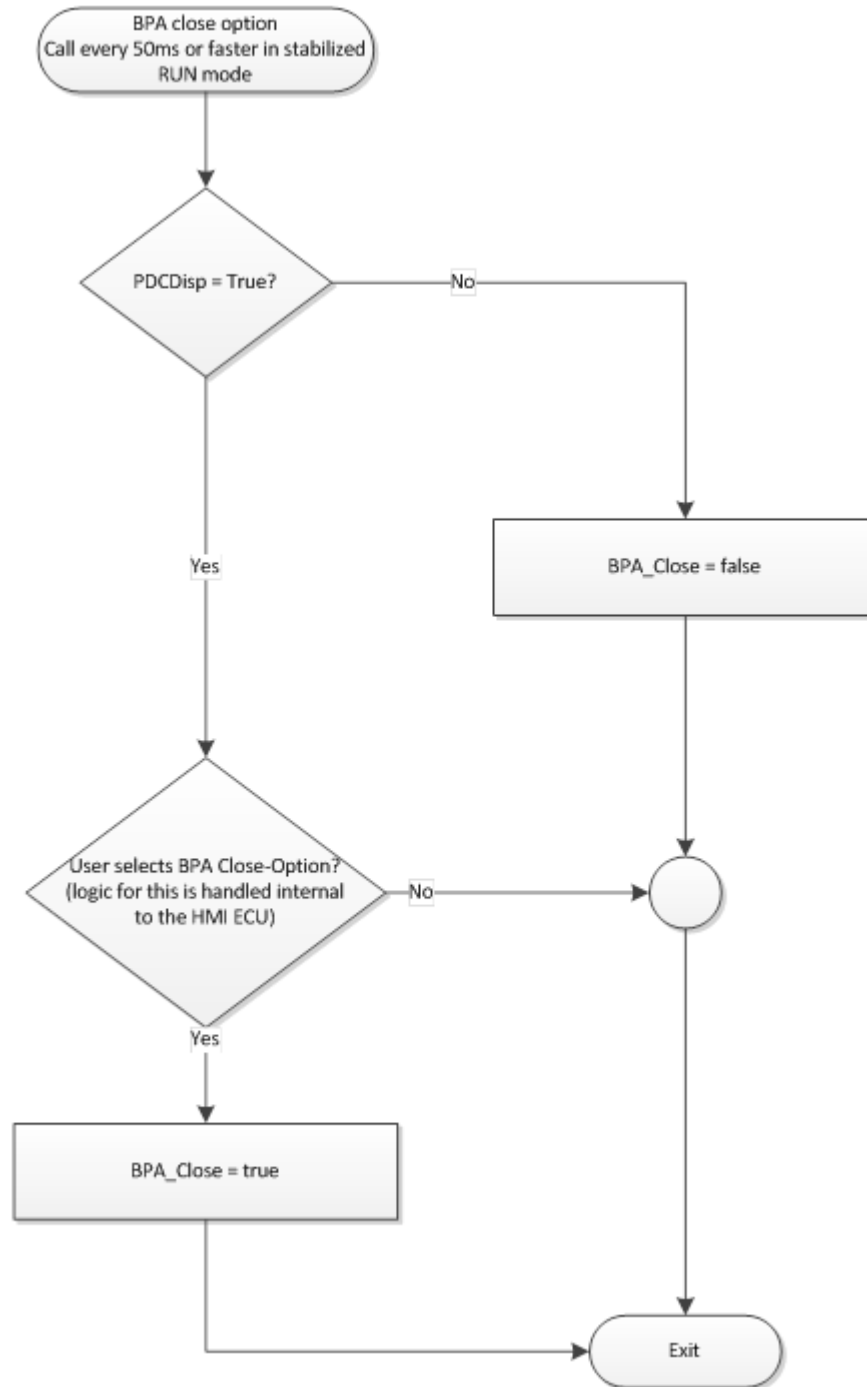 BPA close option
Call every 50ms or faster in stabilized
RUN mode
PDCDisp = True?
No
Yes
BPA_Close = false
User selects BPA Close-Option?
(logic for this is handled internal
to the HMI ECU)
No
Yes
BPA_Close = true
Exit